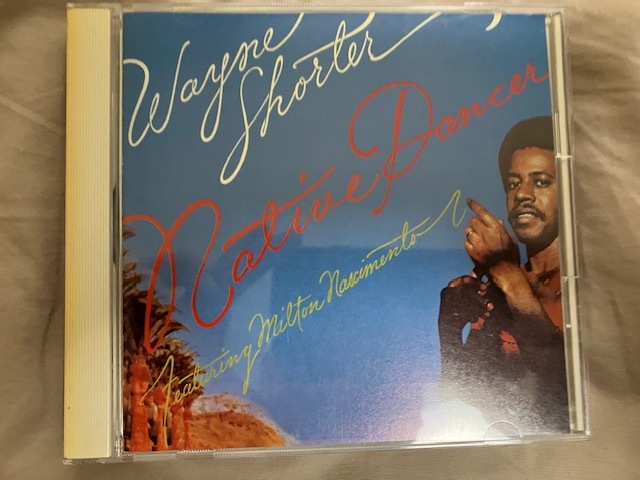 Wayne
Shorter
Native Dancer
Featuring Milton Nascimento